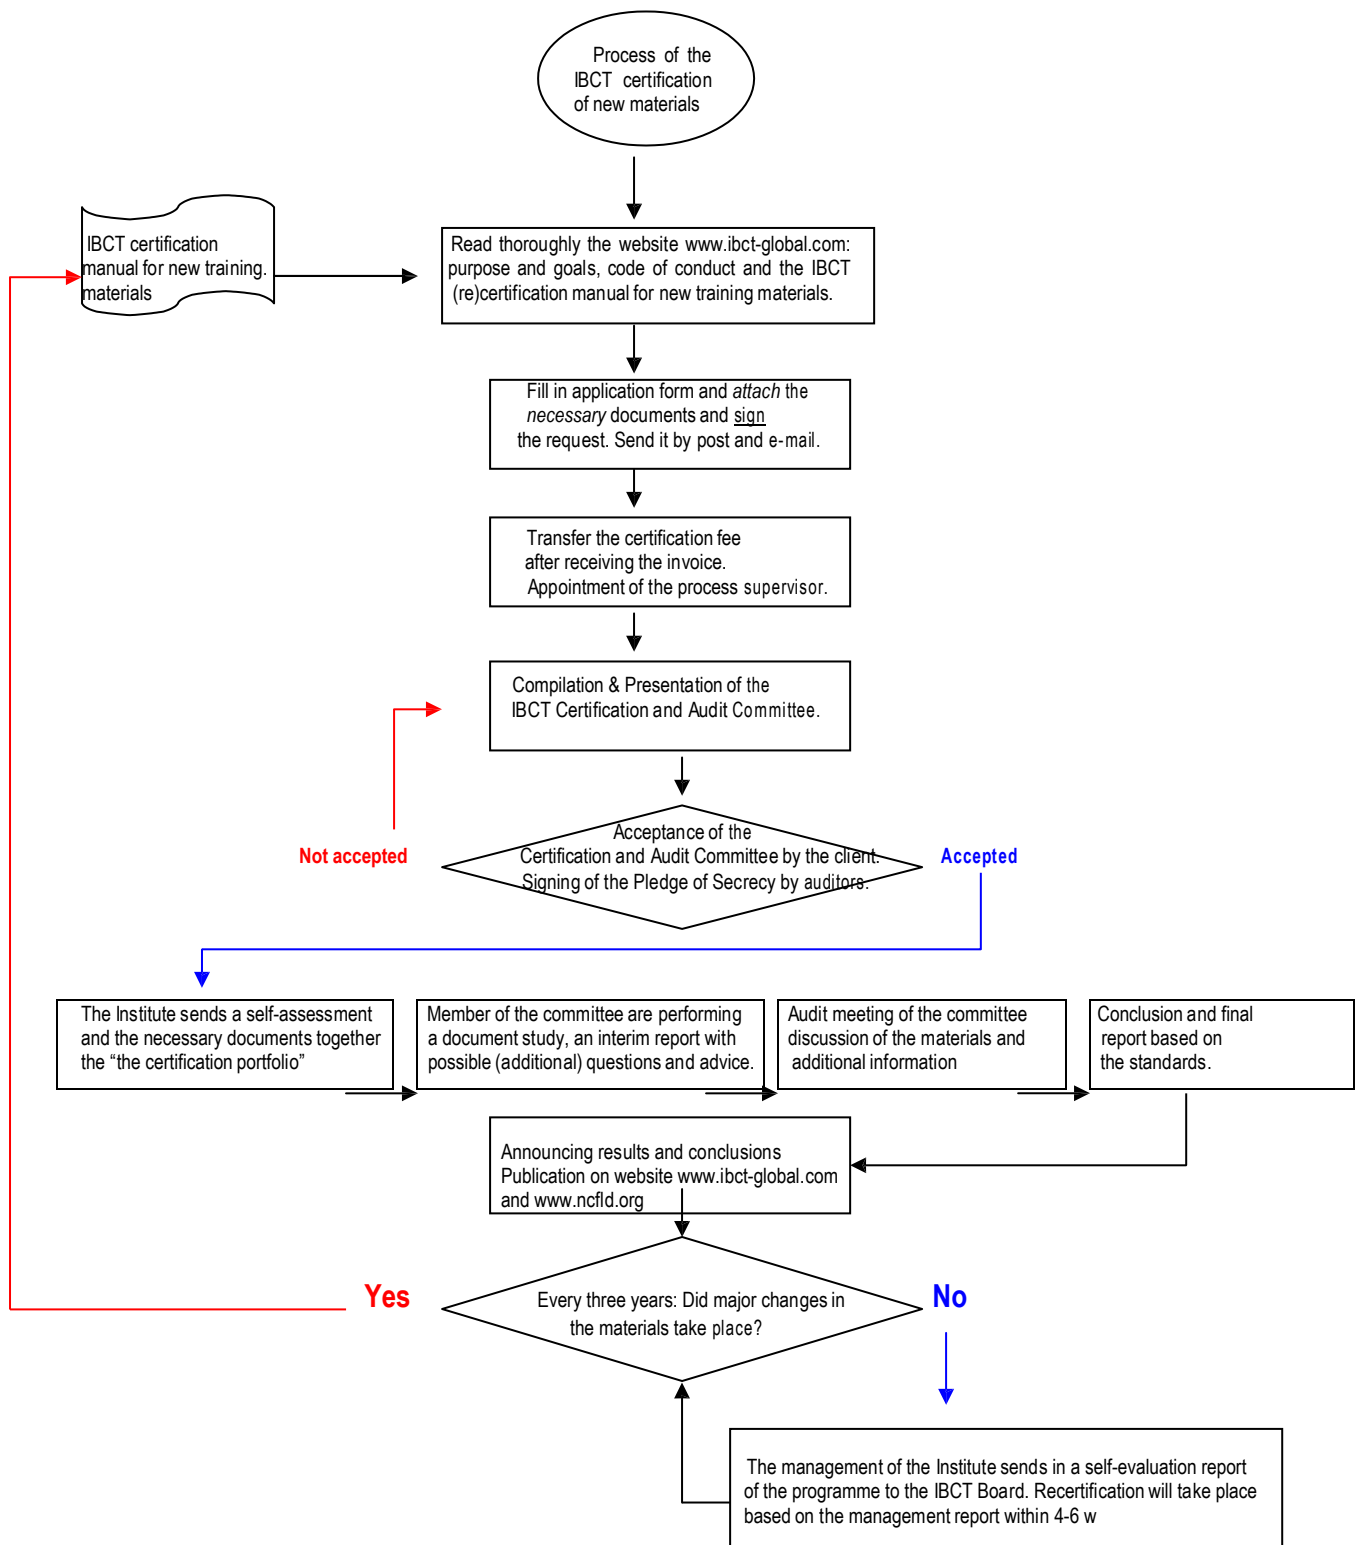 Process of the
IBCT certification
of new materials
IBCT certification
manual for new training.
materials
Read thoroughly the website www.ibct-global.com:
purpose and goals, code of conduct and the IBCT
(re)certification manual for new training materials.
Fill in application form and attach the
necessary documents and sign
the request. Send it by post and e-mail.
Transfer the certification fee
after receiving the invoice.
Appointment of the process supervisor.
Compilation & Presentation of the
IBCT Certification and Audit Committee.
Acceptance of the
Certification and Audit Committee by the client.
Signing of the Pledge of Secrecy by auditors.
Not accepted
Accepted
The Institute sends a self-assessment
and the necessary documents together
the “the certification portfolio”
Member of the committee are performing
a document study, an interim report with
possible (additional) questions and advice.
Audit meeting of the committee
discussion of the materials and
additional information
Conclusion and final
report based on
the standards.
Announcing results and conclusions
Publication on website www.ibct-global.com
and www.ncfld.org
Yes
Every three years: Did major changes in
the materials take place?
No
The management of the Institute sends in a self-evaluation report
of the programme to the IBCT Board. Recertification will take place
based on the management report within 4-6 w